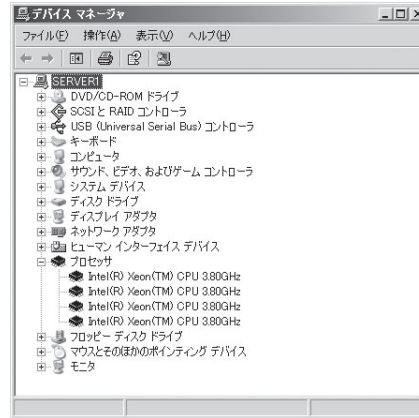 デバイス マネージャ
ファイル(F) 操作(A) 表示(V) ヘルプ(H)
SERVER1
DVD/CD-ROM ドライブ
SCSI と RAID コントローラ
USB (Universal Serial Bus) コントローラ
キーボード
コンピュータ
サウンド、ビデオ、およびゲーム コントローラ
システム デバイス
ディスク ドライブ
ディスプレイ アダプタ
ネットワーク アダプタ
ヒューマン インターフェイス デバイス
プロセッサ
Intel(R) Xeon(TM) CPU 3.80GHz
Intel(R) Xeon(TM) CPU 3.80GHz
Intel(R) Xeon(TM) CPU 3.80GHz
Intel(R) Xeon(TM) CPU 3.80GHz
フロッピー ディスク ドライブ
マウスとそのほかのポインティング デバイス
モニタ